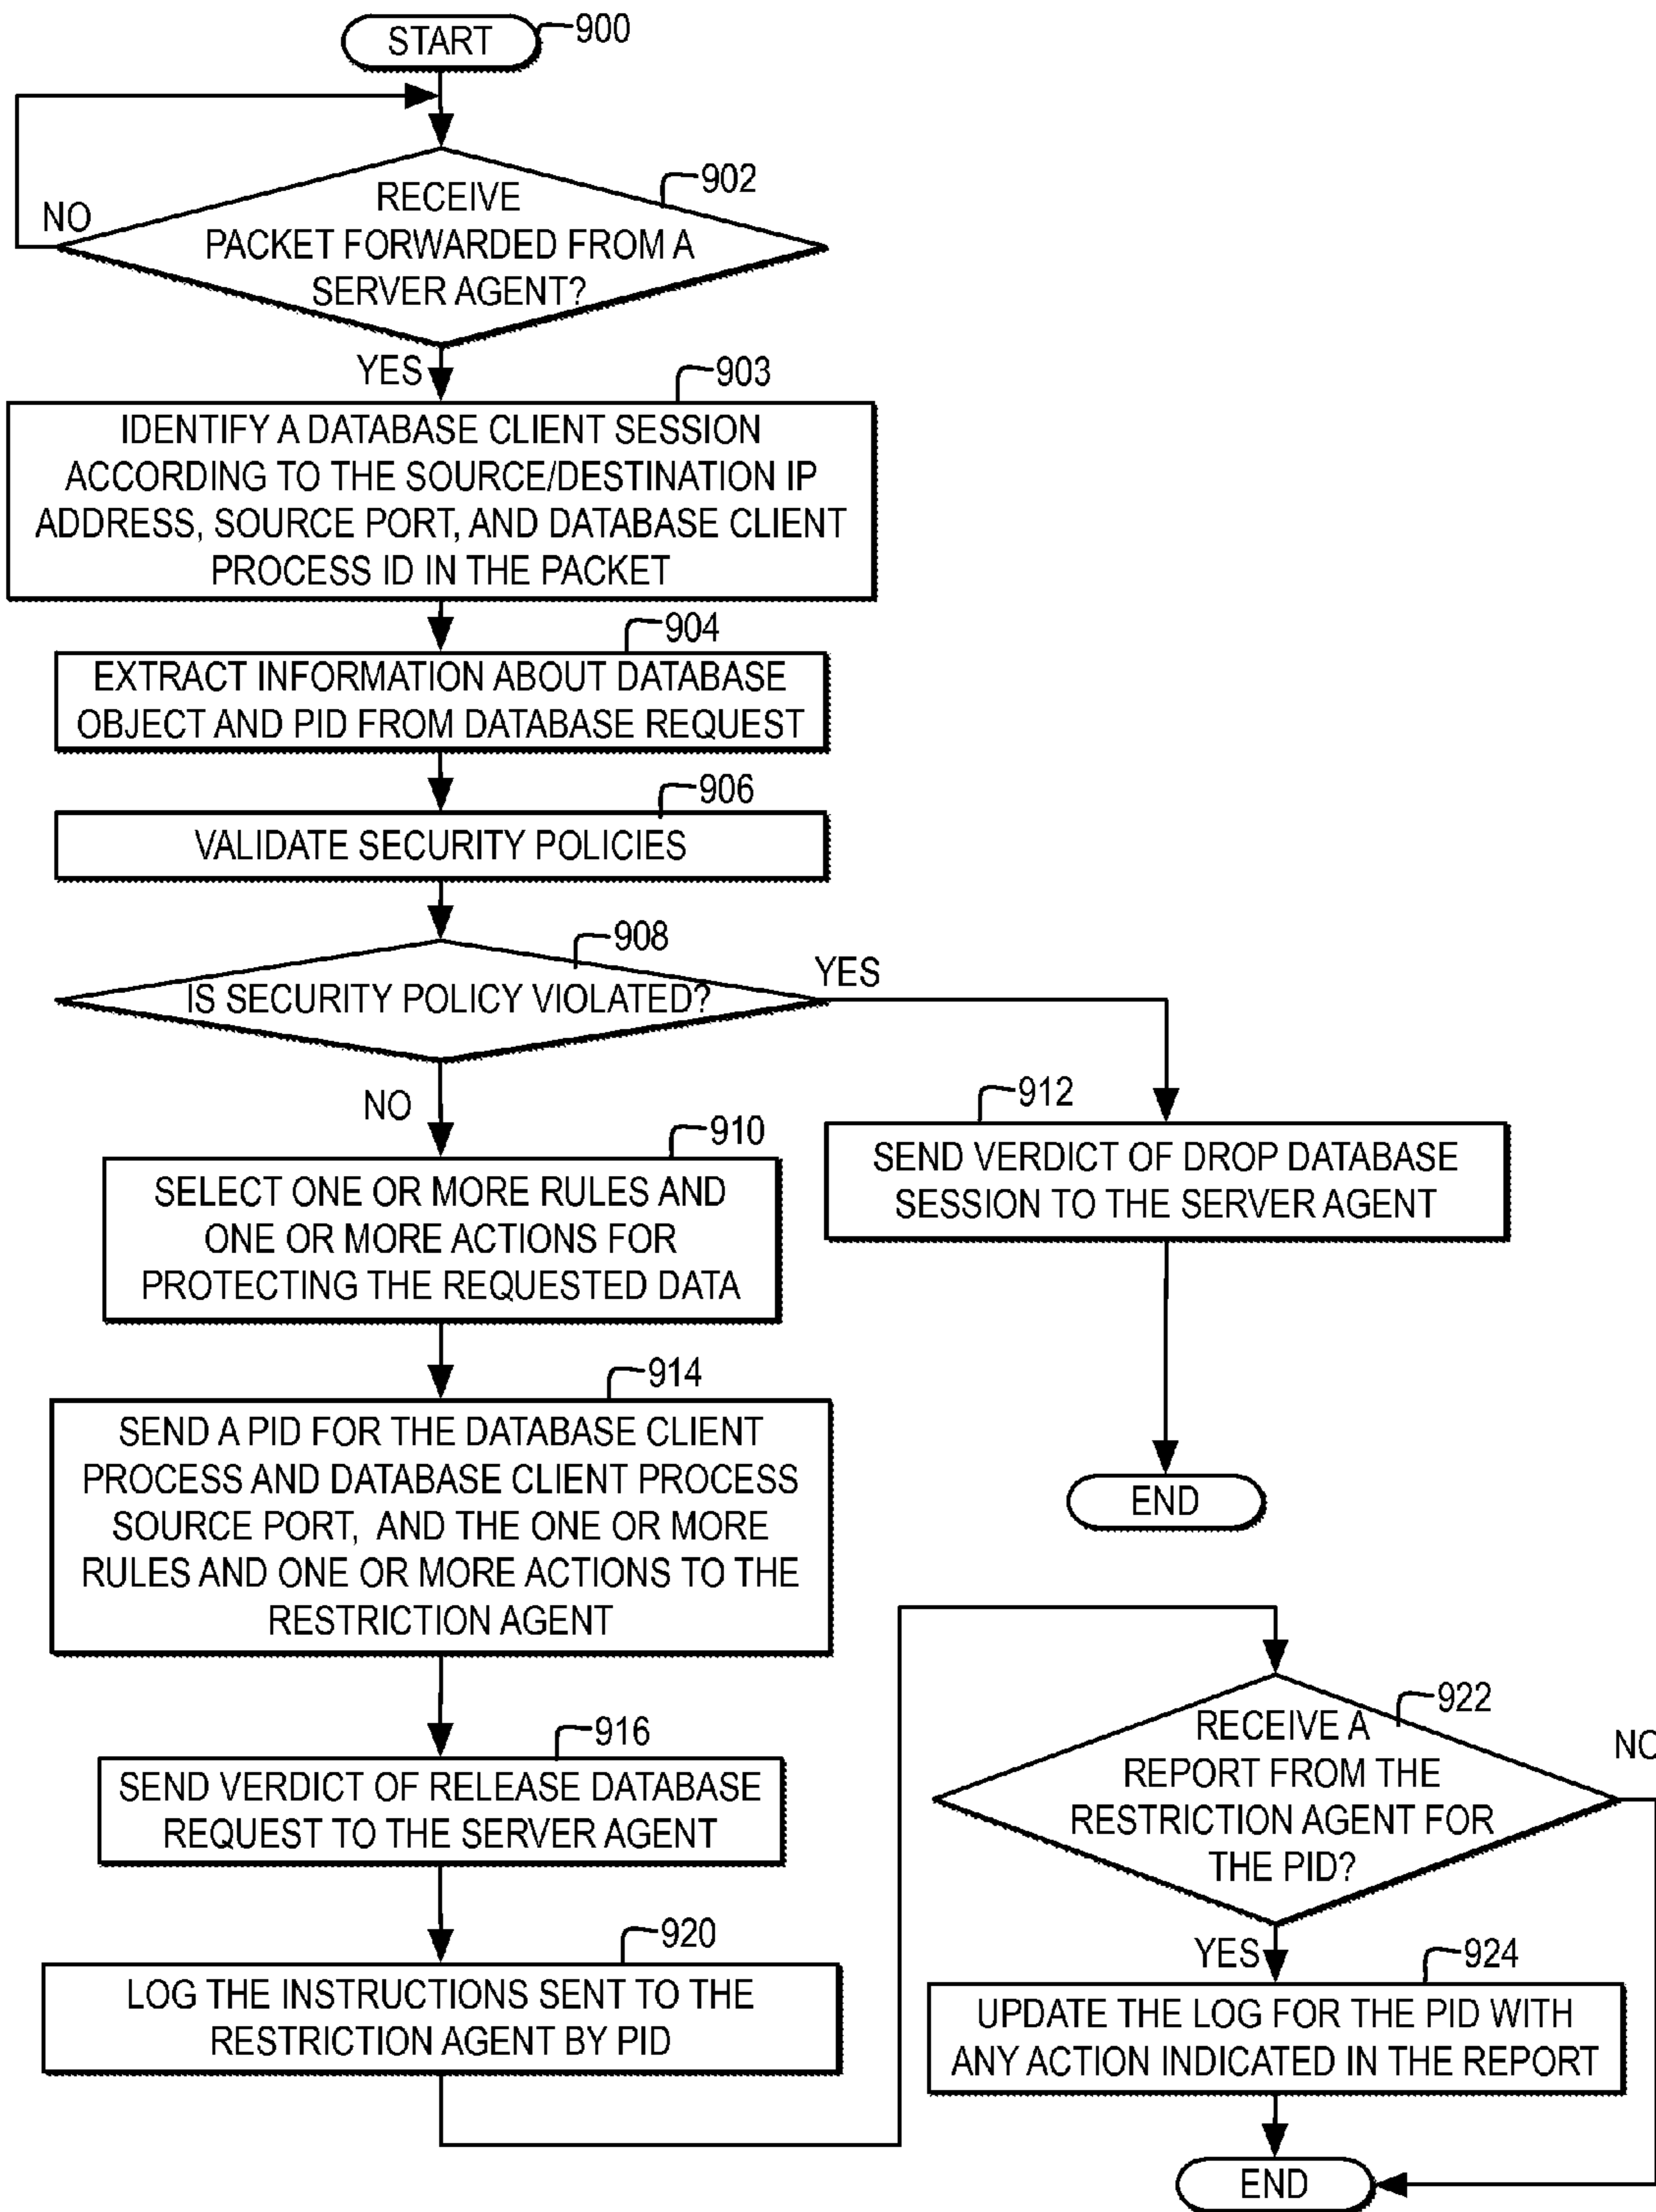 START
900
902
RECEIVE
PACKET FORWARDED FROM A
SERVER AGENT?
NO
YES
903
IDENTIFY A DATABASE CLIENT SESSION
ACCORDING TO THE SOURCE/DESTINATION IP
ADDRESS, SOURCE PORT, AND DATABASE CLIENT
PROCESS ID IN THE PACKET
904
EXTRACT INFORMATION ABOUT DATABASE
OBJECT AND PID FROM DATABASE REQUEST
906
VALIDATE SECURITY POLICIES
908
IS SECURITY POLICY VIOLATED?
YES
NO
912
SEND VERDICT OF DROP DATABASE
SESSION TO THE SERVER AGENT
END
910
SELECT ONE OR MORE RULES AND
ONE OR MORE ACTIONS FOR
PROTECTING THE REQUESTED DATA
914
SEND A PID FOR THE DATABASE CLIENT
PROCESS AND DATABASE CLIENT PROCESS
SOURCE PORT, AND THE ONE OR MORE
RULES AND ONE OR MORE ACTIONS TO THE
RESTRICTION AGENT
916
SEND VERDICT OF RELEASE DATABASE
REQUEST TO THE SERVER AGENT
920
LOG THE INSTRUCTIONS SENT TO THE
RESTRICTION AGENT BY PID
922
RECEIVE A
REPORT FROM THE
RESTRICTION AGENT FOR
THE PID?
NO
YES
924
UPDATE THE LOG FOR THE PID WITH
ANY ACTION INDICATED IN THE REPORT
END